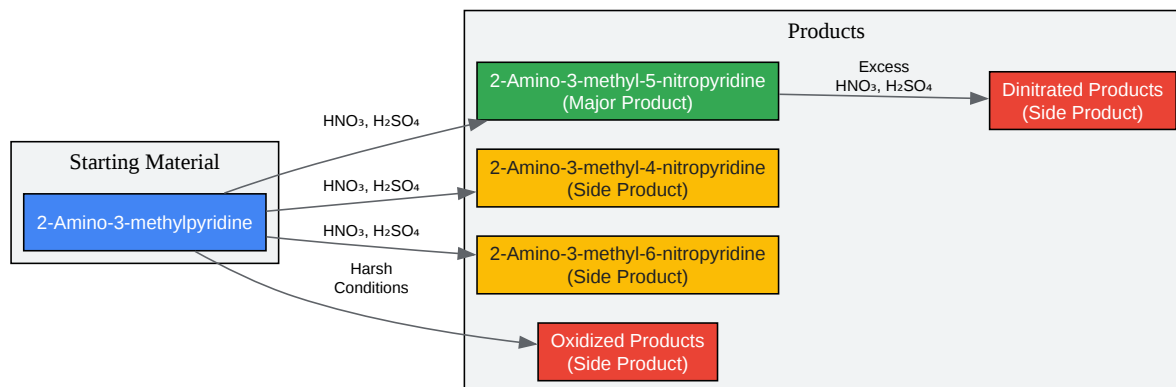 Products
2-Amino-3-methyl-5-nitropyridine
(Major Product)
Excess
HNO₃, H₂SO₄
Dinitrated Products
(Side Product)
HNO₃, H₂SO₄
Starting Material
2-Amino-3-methylpyridine
HNO₃, H₂SO₄
2-Amino-3-methyl-4-nitropyridine
(Side Product)
HNO₃, H₂SO₄
2-Amino-3-methyl-6-nitropyridine
(Side Product)
Harsh
Conditions
Oxidized Products
(Side Product)